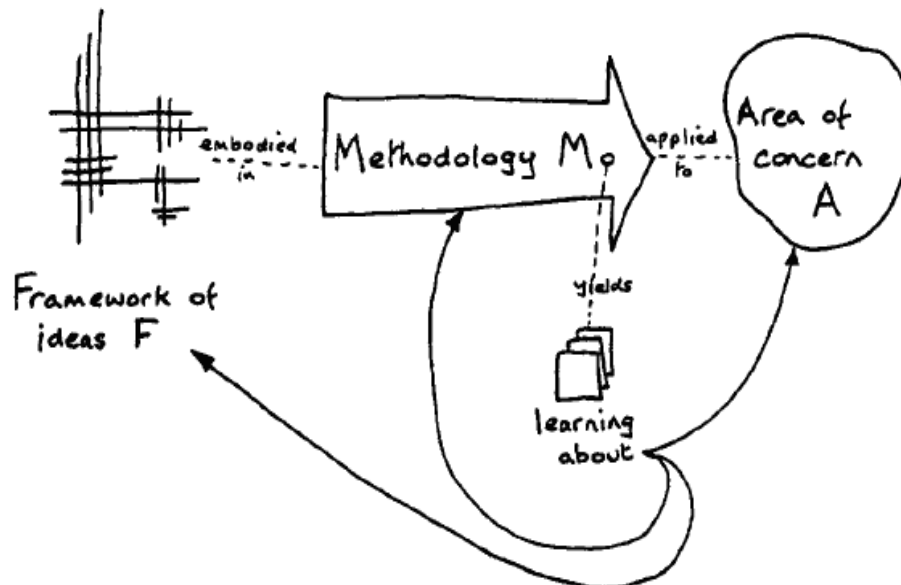 embodied
in
Methodology M
applied
to
Area of
concern
A
Framework of
ideas F
yields
learning
about